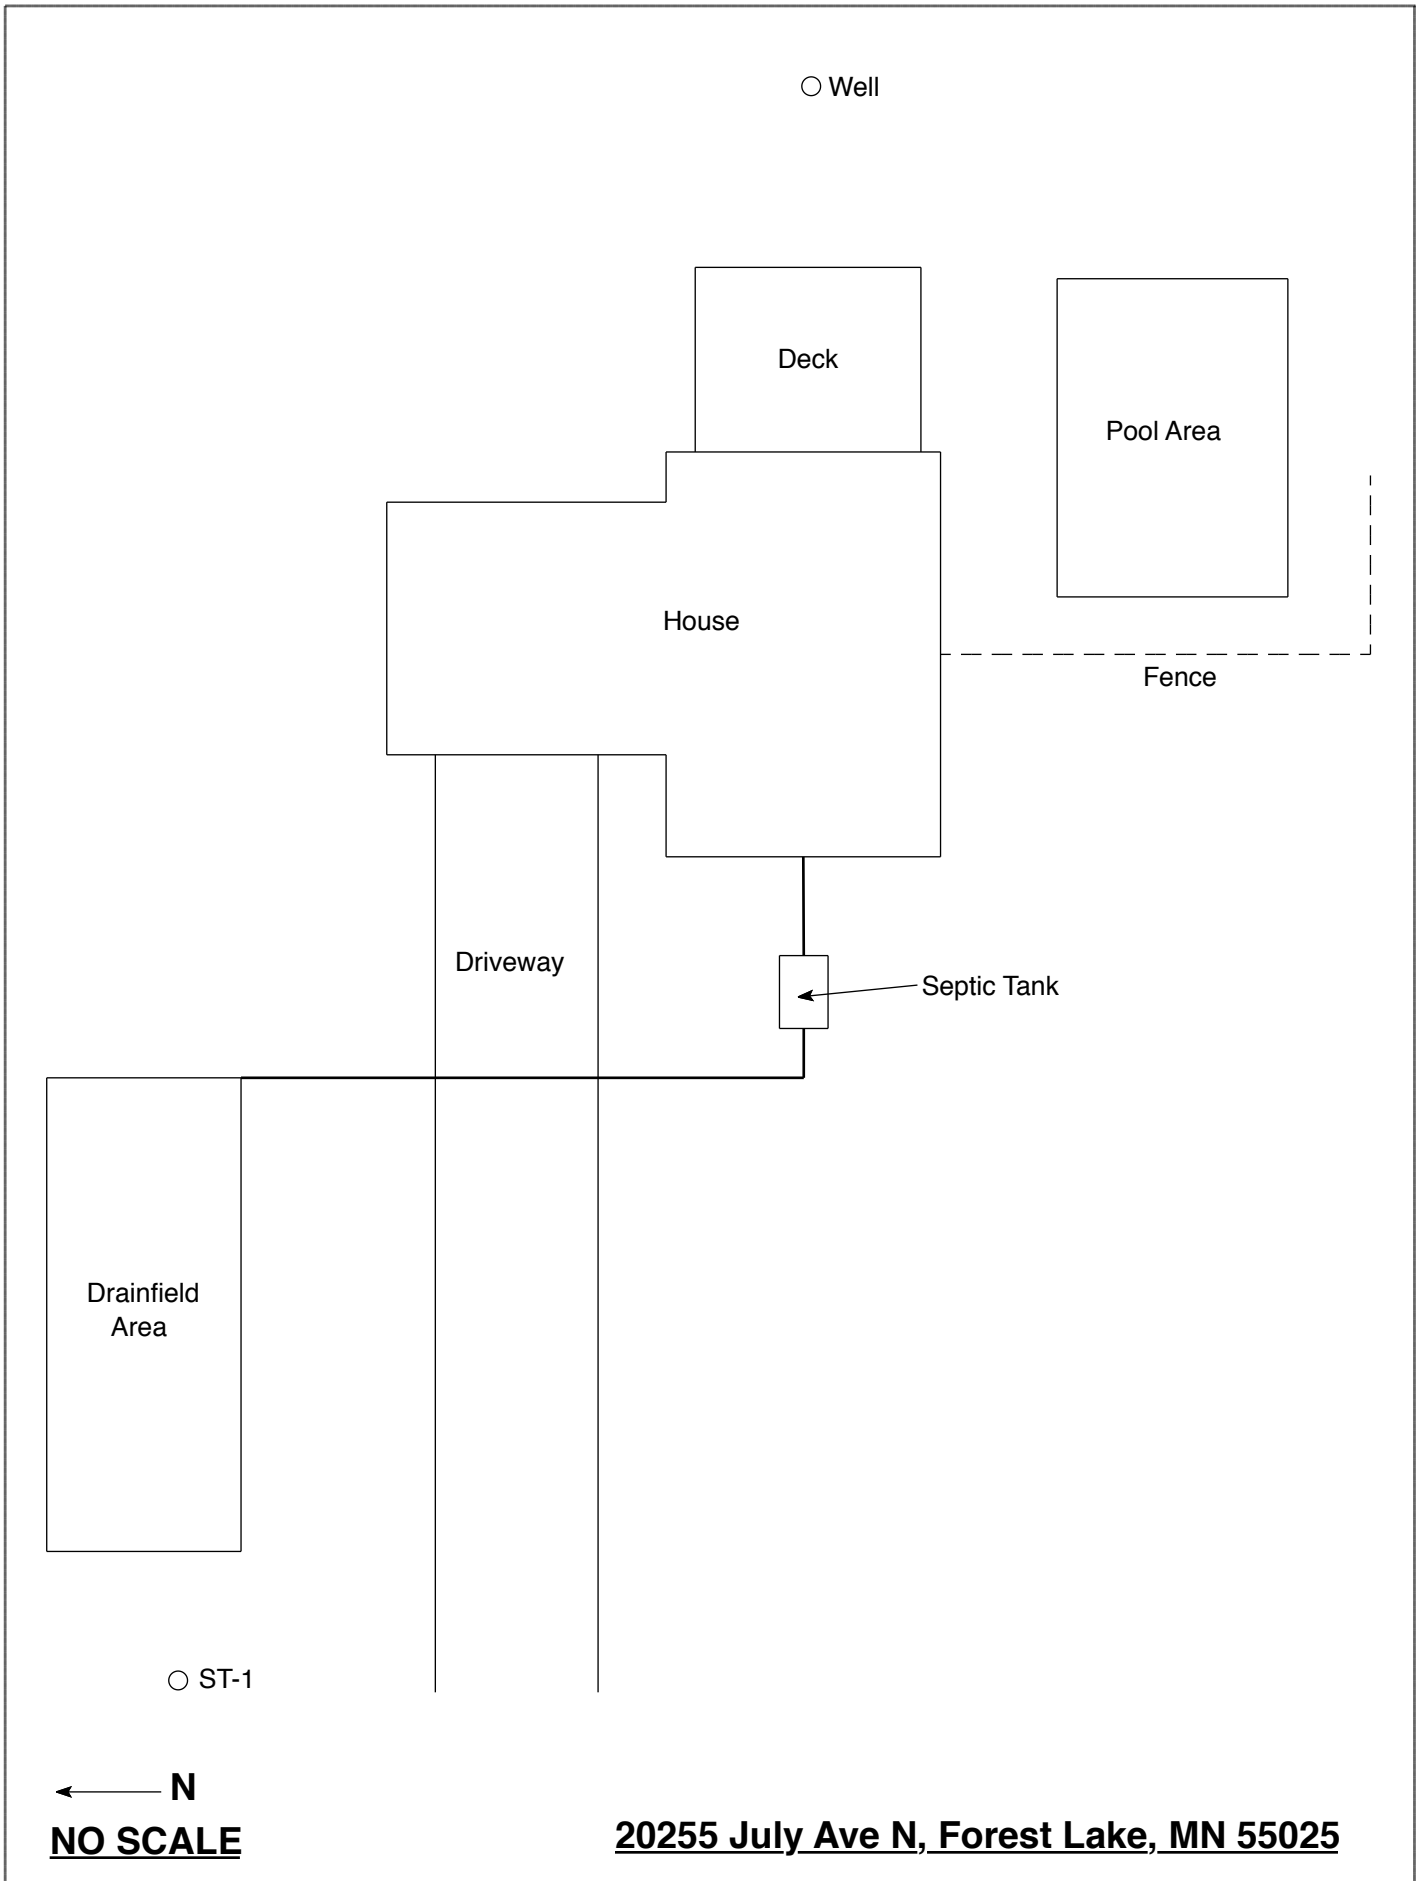 Well
Deck
Pool Area
House
Fence
Driveway
Septic Tank
Drainfield
Area
ST-1
N
NO SCALE
20255 July Ave N, Forest Lake, MN 55025